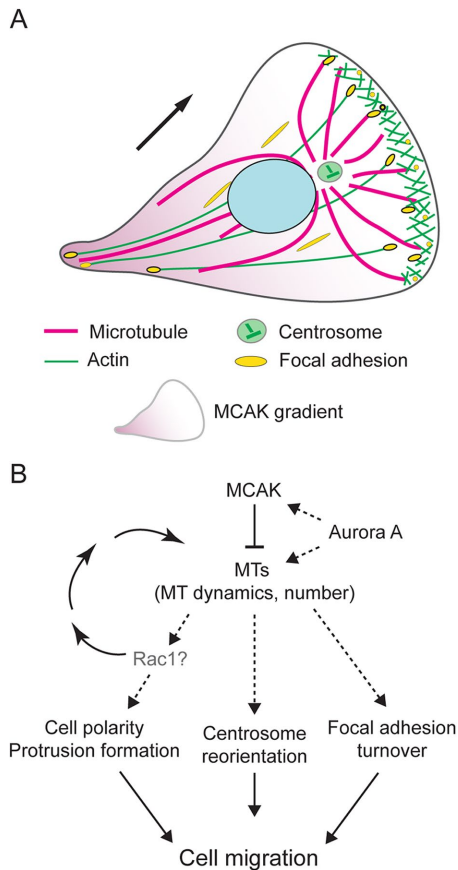 A
Microtubule
Centrosome
Actin
Focal adhesion
MCAK gradient
B
MCAK
Aurora A
MTs
(MT dynamics, number)
Rac1?
Cell polarity
Protrusion formation
Centrosome
reorientation
Focal adhesion
turnover
Cell migration